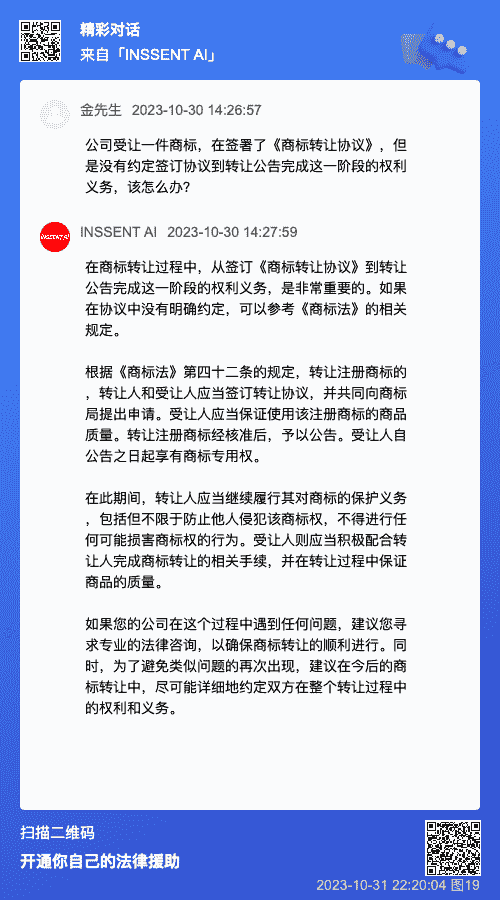 精彩对话
来自「INSSENT AI」
金先生 2023-10-30 14:26:57
公司受让一件商标，在签署了《商标转让协议》，但
是没有约定签订协议到转让公告完成这一阶段的权利
义务，该怎么办?
INSSENT AI
INSSENT AI 2023-10-30 14:27:59
在商标转让过程中，从签订《商标转让协议》到转让
公告完成这一阶段的权利义务，是非常重要的。如果
在协议中没有明确约定，可以参考《商标法》的相关
规定。
根据《商标法》第四十二条的规定，转让注册商标的
，转让人和受让人应当签订转让协议，并共同向商标
局提出申请。受让人应当保证使用该注册商标的商品
质量。转让注册商标经核准后，予以公告。受让人自
公告之日起享有商标专用权。
在此期间，转让人应当继续履行其对商标的保护义务
，包括但不限于防止他人侵犯该商标权，不得进行任
何可能损害商标权的行为。受让人则应当积极配合转
让人完成商标转让的相关手续，并在转让过程中保证
商品的质量。
如果您的公司在这个过程中遇到任何问题，建议您寻
求专业的法律咨询，以确保商标转让的顺利进行。同
时，为了避免类似问题的再次出现，建议在今后的商
标转让中，尽可能详细地约定双方在整个转让过程中
的权利和义务。
扫描二维码
开通你自己的法律援助
2023-10-31 22:20:04 图19